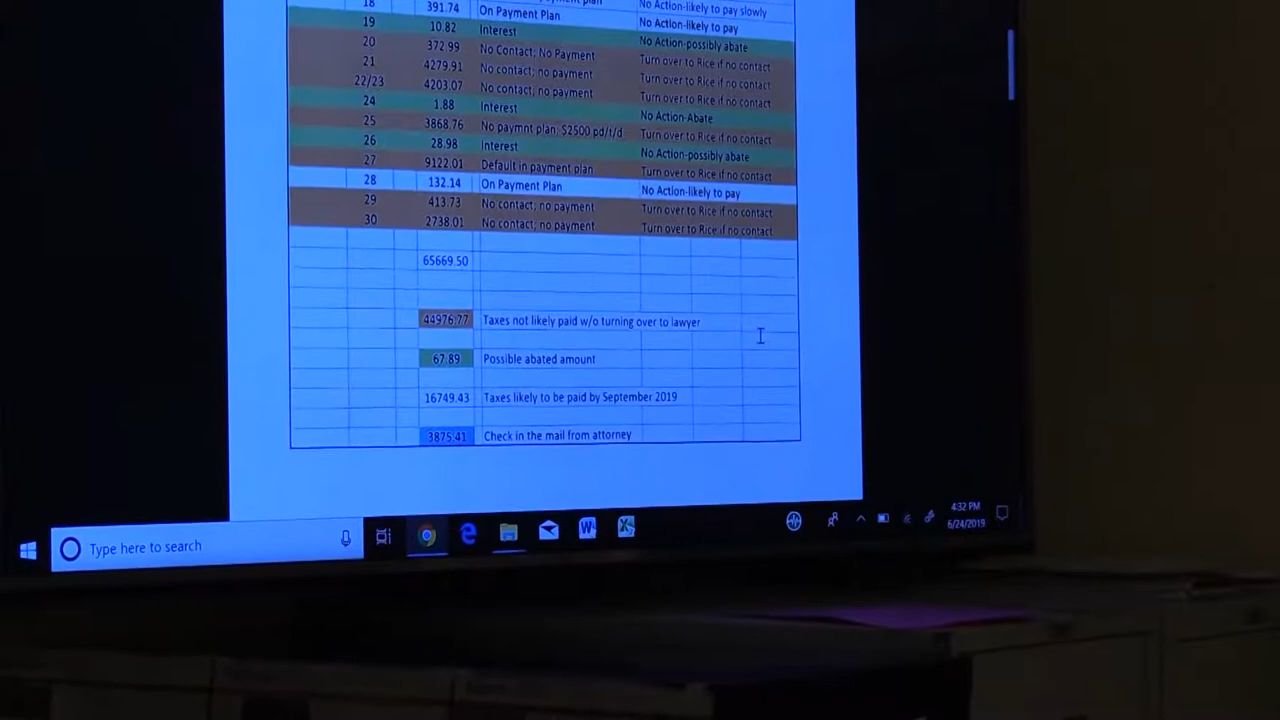 18 391.74 On Payment Plan No Action-likely to pay slowly
19 10.82 Interest No Action-likely to pay
20 372.99 No Contact; No Payment No Action-possibly abate
21 4279.91 No contact; no payment Turn over to Rice if no contact
22/23 4203.07 No contact; no payment Turn over to Rice if no contact
24 1.88 Interest Turn over to Rice if no contact
25 3868.76 No paymnt plan, $2500 pd/t/d No Action-Abate
26 28.98 Interest Turn over to Rice if no contact
27 9122.01 Default in payment plan No Action-possibly abate
28 132.14 On Payment Plan Turn over to Rice if no contact
29 413.73 No contact; no payment No Action-likely to pay
30 2738.01 No contact; no payment Turn over to Rice if no contact
Turn over to Rice if no contact
65669.50
44976.77 Taxes not likely paid w/o turning over to lawyer
67.89 Possible abated amount
16749.43 Taxes likely to be paid by September 2019
3875.41 Check in the mail from attorney
Type here to search
4:32 PM
6/24/2019